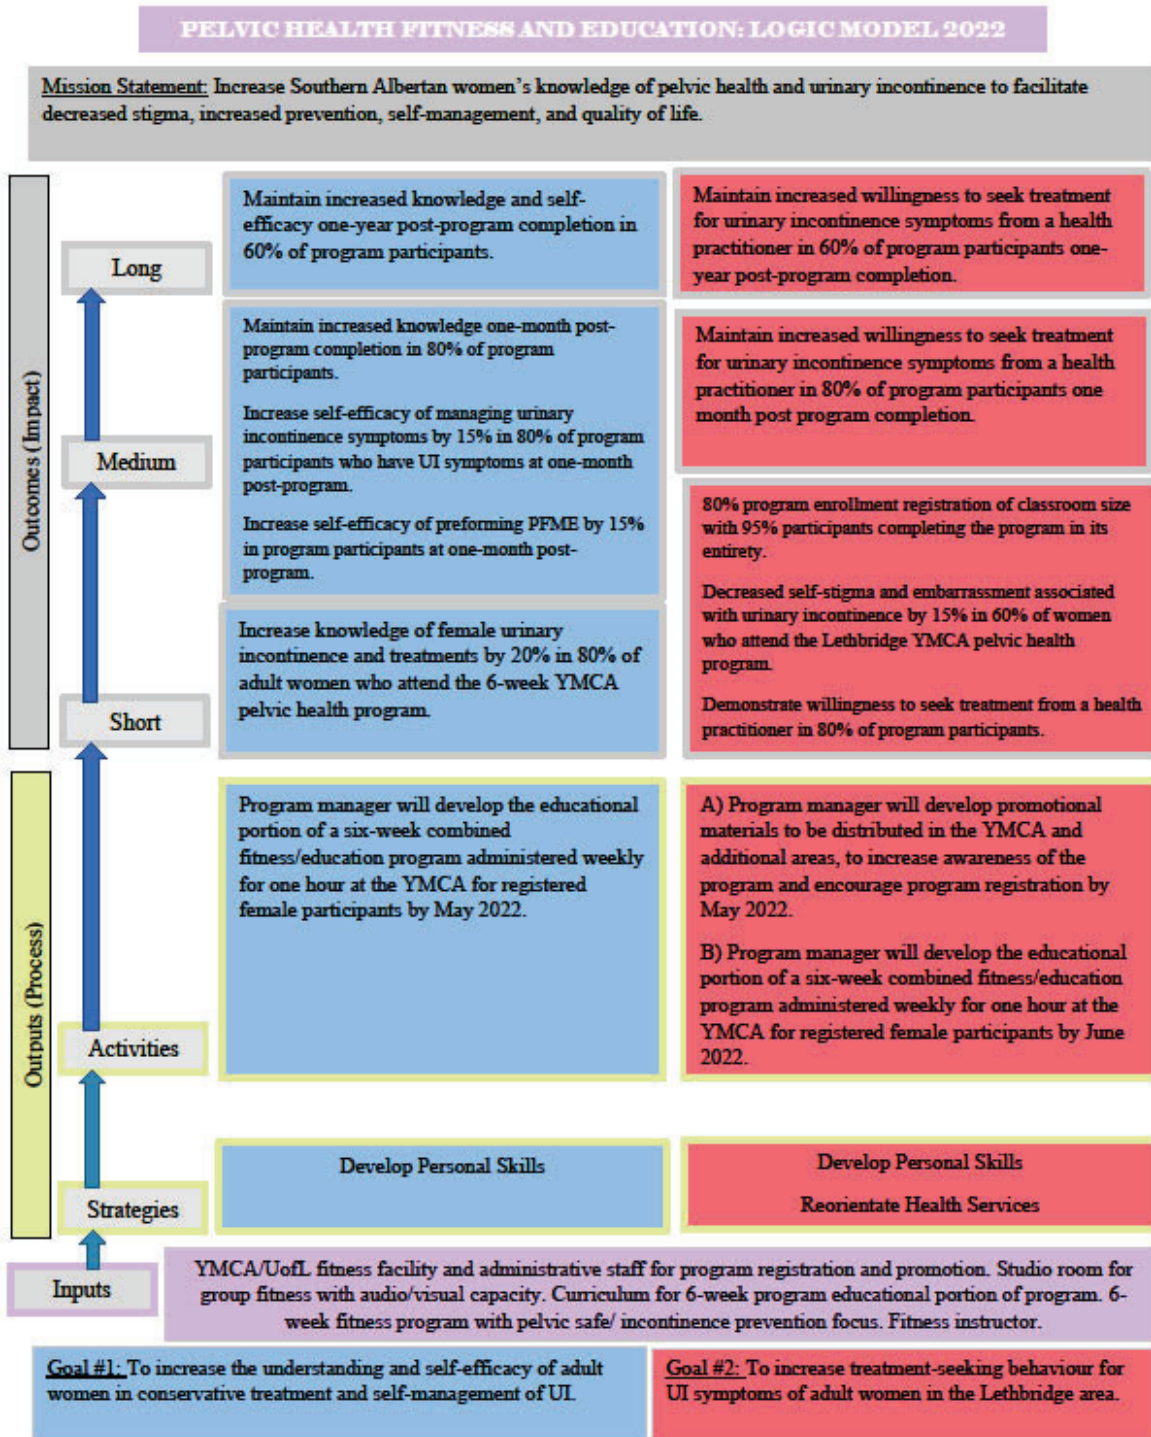 PELVIC HEALTH FITNESS AND EDUCATION: LOGIC MODEL 2022
Mission Statement: Increase Southern Albertan women's knowledge of pelvic health and urinary incontinence to facilitate
decreased stigma, increased prevention, self-management, and quality of life.
Outcomes (Impact)
Long
Maintain increased knowledge and self-
efficacy one-year post-program completion in
60% of program participants.
Maintain increased willingness to seek treatment
for urinary incontinence symptoms from a health
practitioner in 60% of program participants one-
year post-program completion.
Medium
Maintain increased knowledge one-month post-
program completion in 80% of program
participants.
Increase self-efficacy of managing urinary
incontinence symptoms by 15% in 80% of program
participants who have UI symptoms at one-month
post-program.
Increase self-efficacy of preforming PFME by 15%
in program participants at one-month post-
program.
Maintain increased willingness to seek treatment
for urinary incontinence symptoms from a health
practitioner in 80% of program participants one
month post program completion.
Short
Increase knowledge of female urinary
incontinence and treatments by 20% in 80% of
adult women who attend the 6-week YMCA
pelvic health program.
80% program enrollment registration of classroom size
with 95% participants completing the program in its
entirety.
Decreased self-stigma and embarrassment associated
with urinary incontinence by 15% in 60% of women
who attend the Lethbridge YMCA pelvic health
program.
Demonstrate willingness to seek treatment from a health
practitioner in 80% of program participants.
Outputs (Process)
Activities
Program manager will develop the educational
portion of a six-week combined
fitness/education program administered weekly
for one hour at the YMCA for registered
female participants by May 2022.
A) Program manager will develop promotional
materials to be distributed in the YMCA and
additional areas, to increase awareness of the
program and encourage program registration by
May 2022.
B) Program manager will develop the educational
portion of a six-week combined fitness/education
program administered weekly for one hour at the
YMCA for registered female participants by June
2022.
Strategies
Develop Personal Skills
Develop Personal Skills
Reorientate Health Services
Inputs
YMCA/UofL fitness facility and administrative staff for program registration and promotion. Studio room for
group fitness with audio/visual capacity. Curriculum for 6-week program educational portion of program. 6-
week fitness program with pelvic safe/ incontinence prevention focus. Fitness instructor.
Goal #1: To increase the understanding and self-efficacy of adult
women in conservative treatment and self-management of UI.
Goal #2: To increase treatment-seeking behaviour for
UI symptoms of adult women in the Lethbridge area.